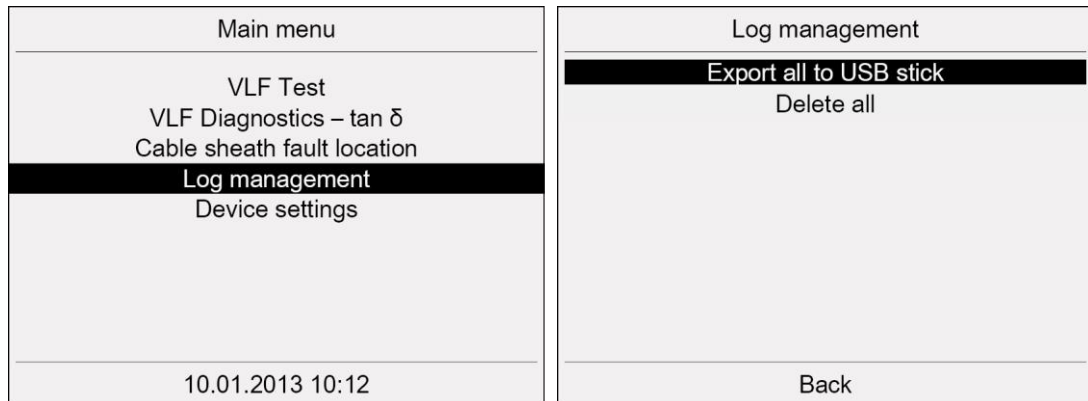 Main menu
VLF Test
VLF Diagnostics – tan δ
Cable sheath fault location
Log management
Device settings
10.01.2013 10:12
Log management
Export all to USB stick
Delete all
Back